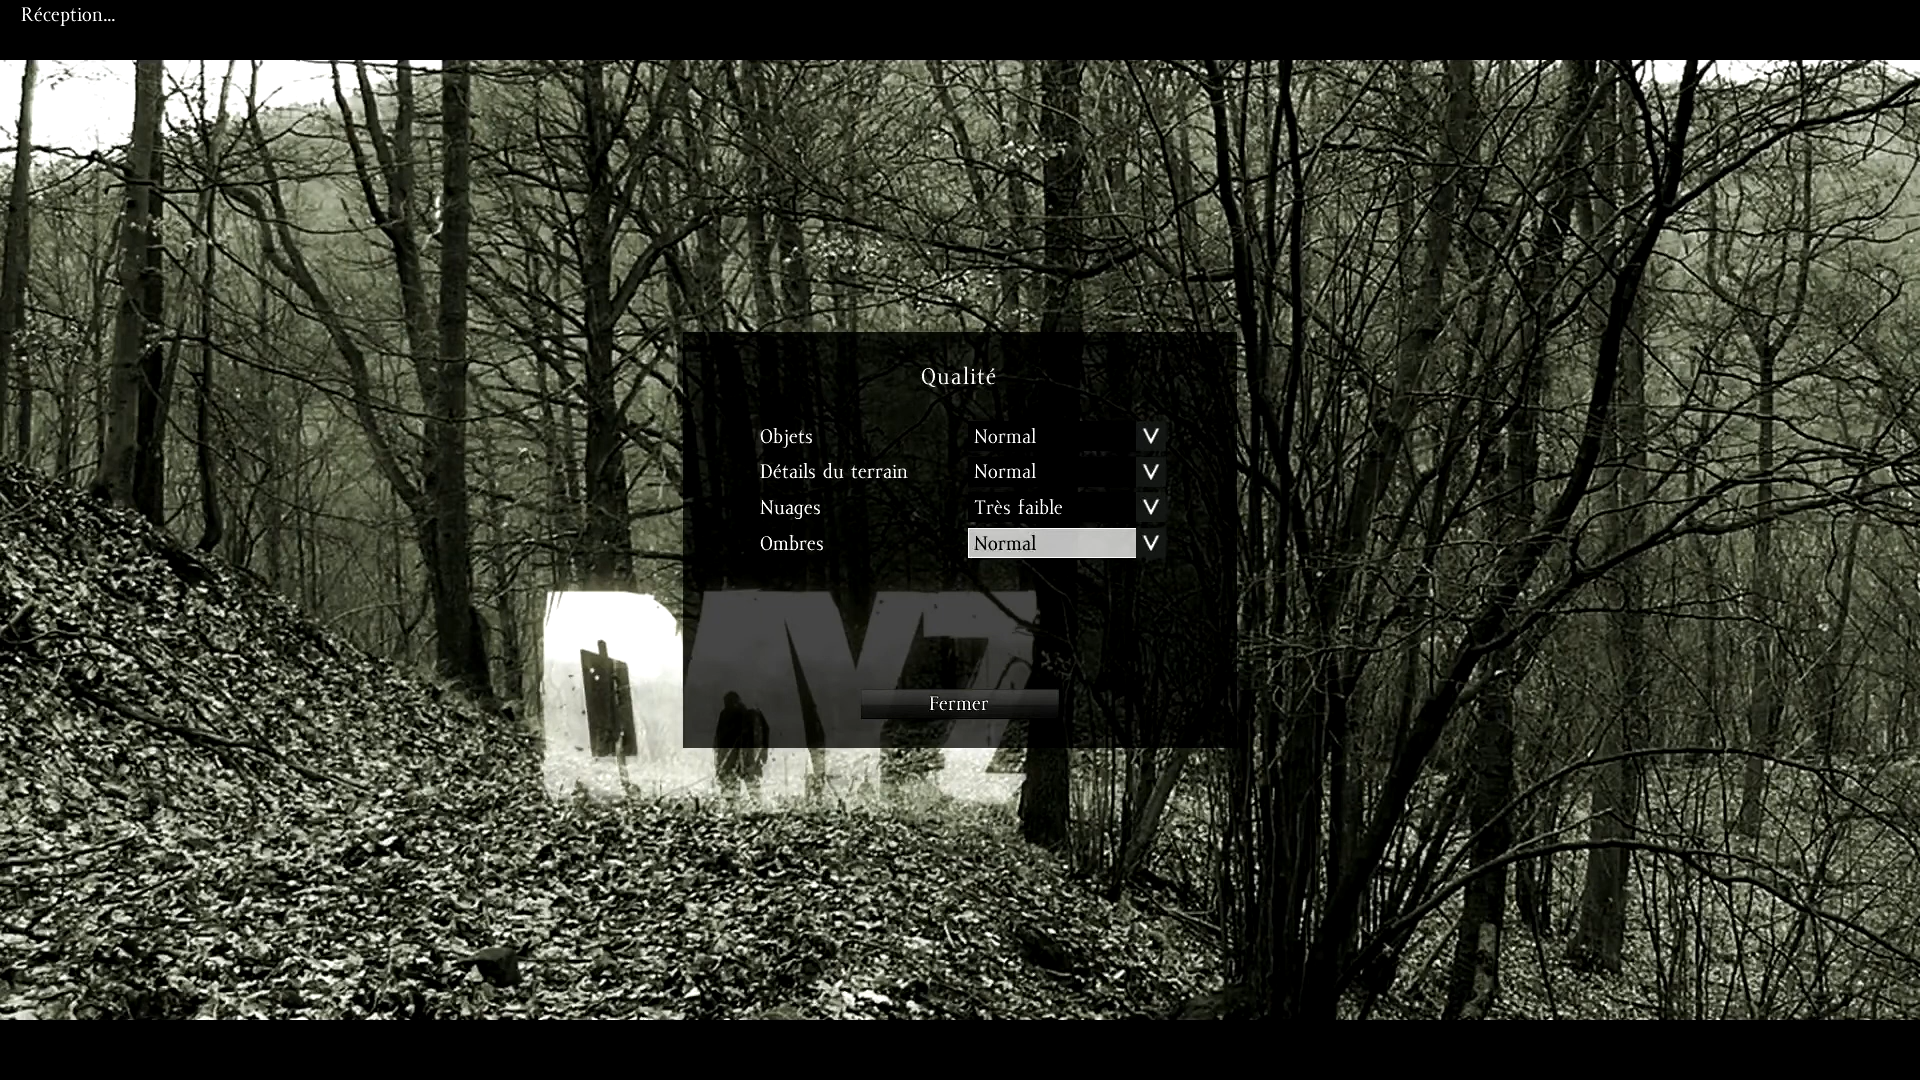 Réception...
Qualité
Objets Normal V
Détails du terrain Normal V
Nuages Très faible V
Ombres Normal V
DAYZ
Fermer